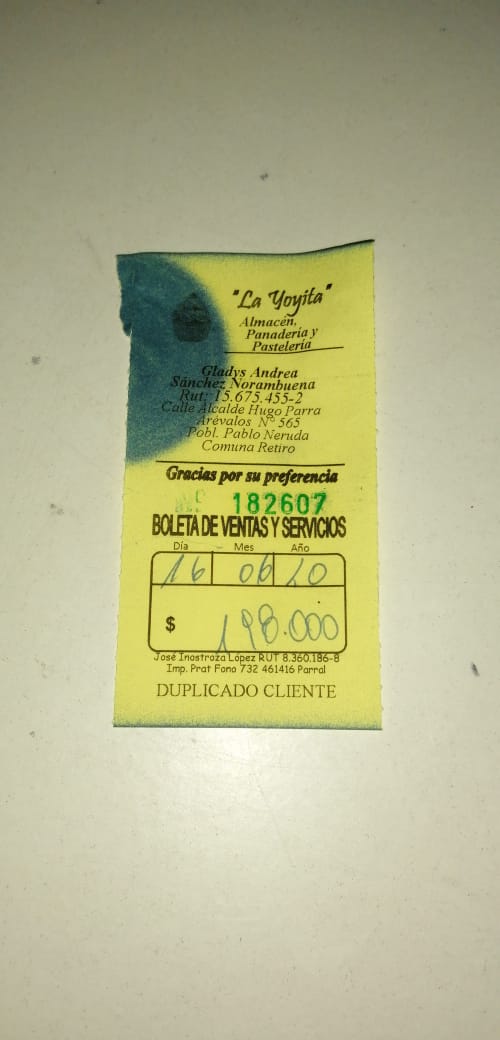 "La Yoyita"
Almacén,
Panadería y
Pastelería
Gladys Andrea
Sánchez Norambuena
Rut: 15.675.455-2
Calle Alcalde Hugo Parra
Arévalos N° 565
Pobl. Pablo Neruda
Comuna Retiro
Gracias por su preferencia
182607
BOLETA DE VENTAS Y SERVICIOS
Día Mes Año
16 06 20
$ 198.000
José Inostroza López RUT 8.360.186-8
Imp. Prat Fono 732 461416 Parral
DUPLICADO CLIENTE